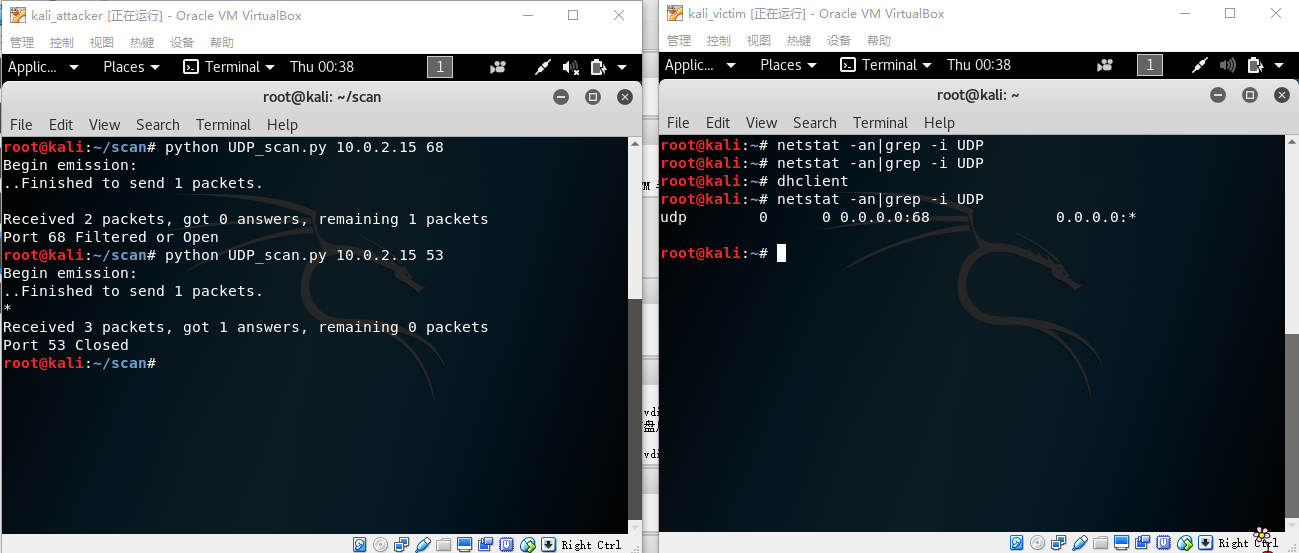 kali_attacker [正在运行] - Oracle VM VirtualBox
管理 控制 视图 热键 设备 帮助
Applic... Places Terminal Thu 00:38 1
root@kali: ~/scan
File Edit View Search Terminal Help
root@kali:~/scan# python UDP_scan.py 10.0.2.15 68
Begin emission:
..Finished to send 1 packets.
Received 2 packets, got 0 answers, remaining 1 packets
Port 68 Filtered or Open
root@kali:~/scan# python UDP_scan.py 10.0.2.15 53
Begin emission:
..Finished to send 1 packets.
*
Received 3 packets, got 1 answers, remaining 0 packets
Port 53 Closed
root@kali:~/scan#
Right Ctrl
kali_victim [正在运行] - Oracle VM VirtualBox
管理 控制 视图 热键 设备 帮助
Applic... Places Terminal Thu 00:38 1
root@kali: ~
File Edit View Search Terminal Help
root@kali:~# netstat -an|grep -i UDP
root@kali:~# netstat -an|grep -i UDP
root@kali:~# dhclient
root@kali:~# netstat -an|grep -i UDP
udp 0 0 0.0.0.0:68 0.0.0.0:*
root@kali:~#
Right Ctrl